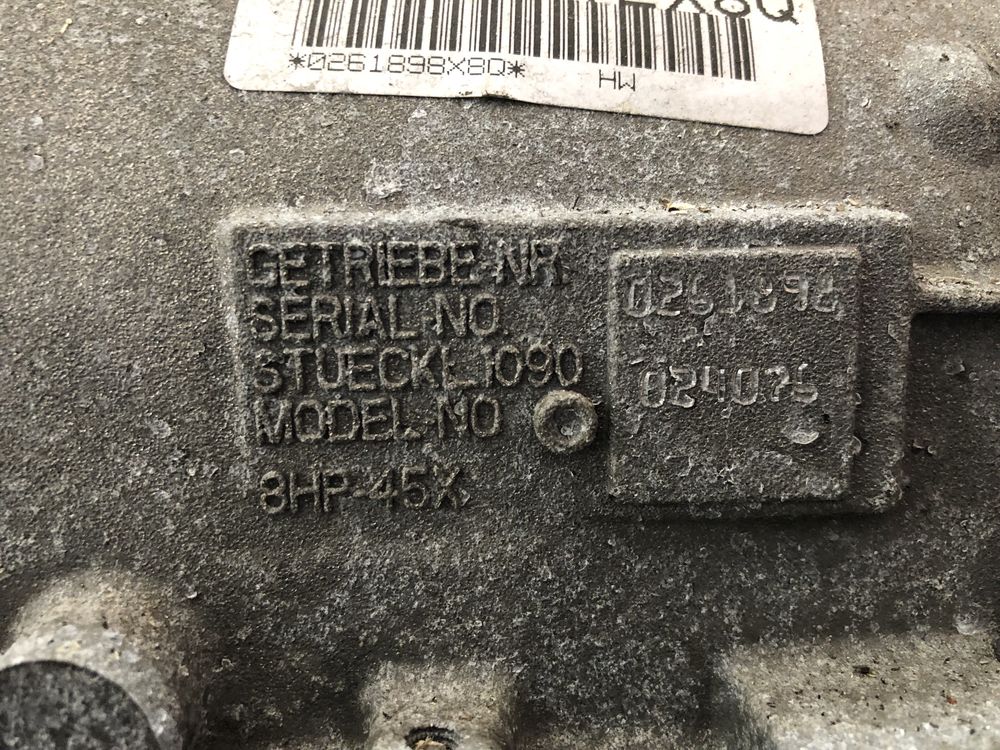 *0261898X8Q*
HW
GETRIEBE-NR.
SERIAL-NO.
STUECKL.1090
MODEL-NO
8HP-45X
0261898
024075